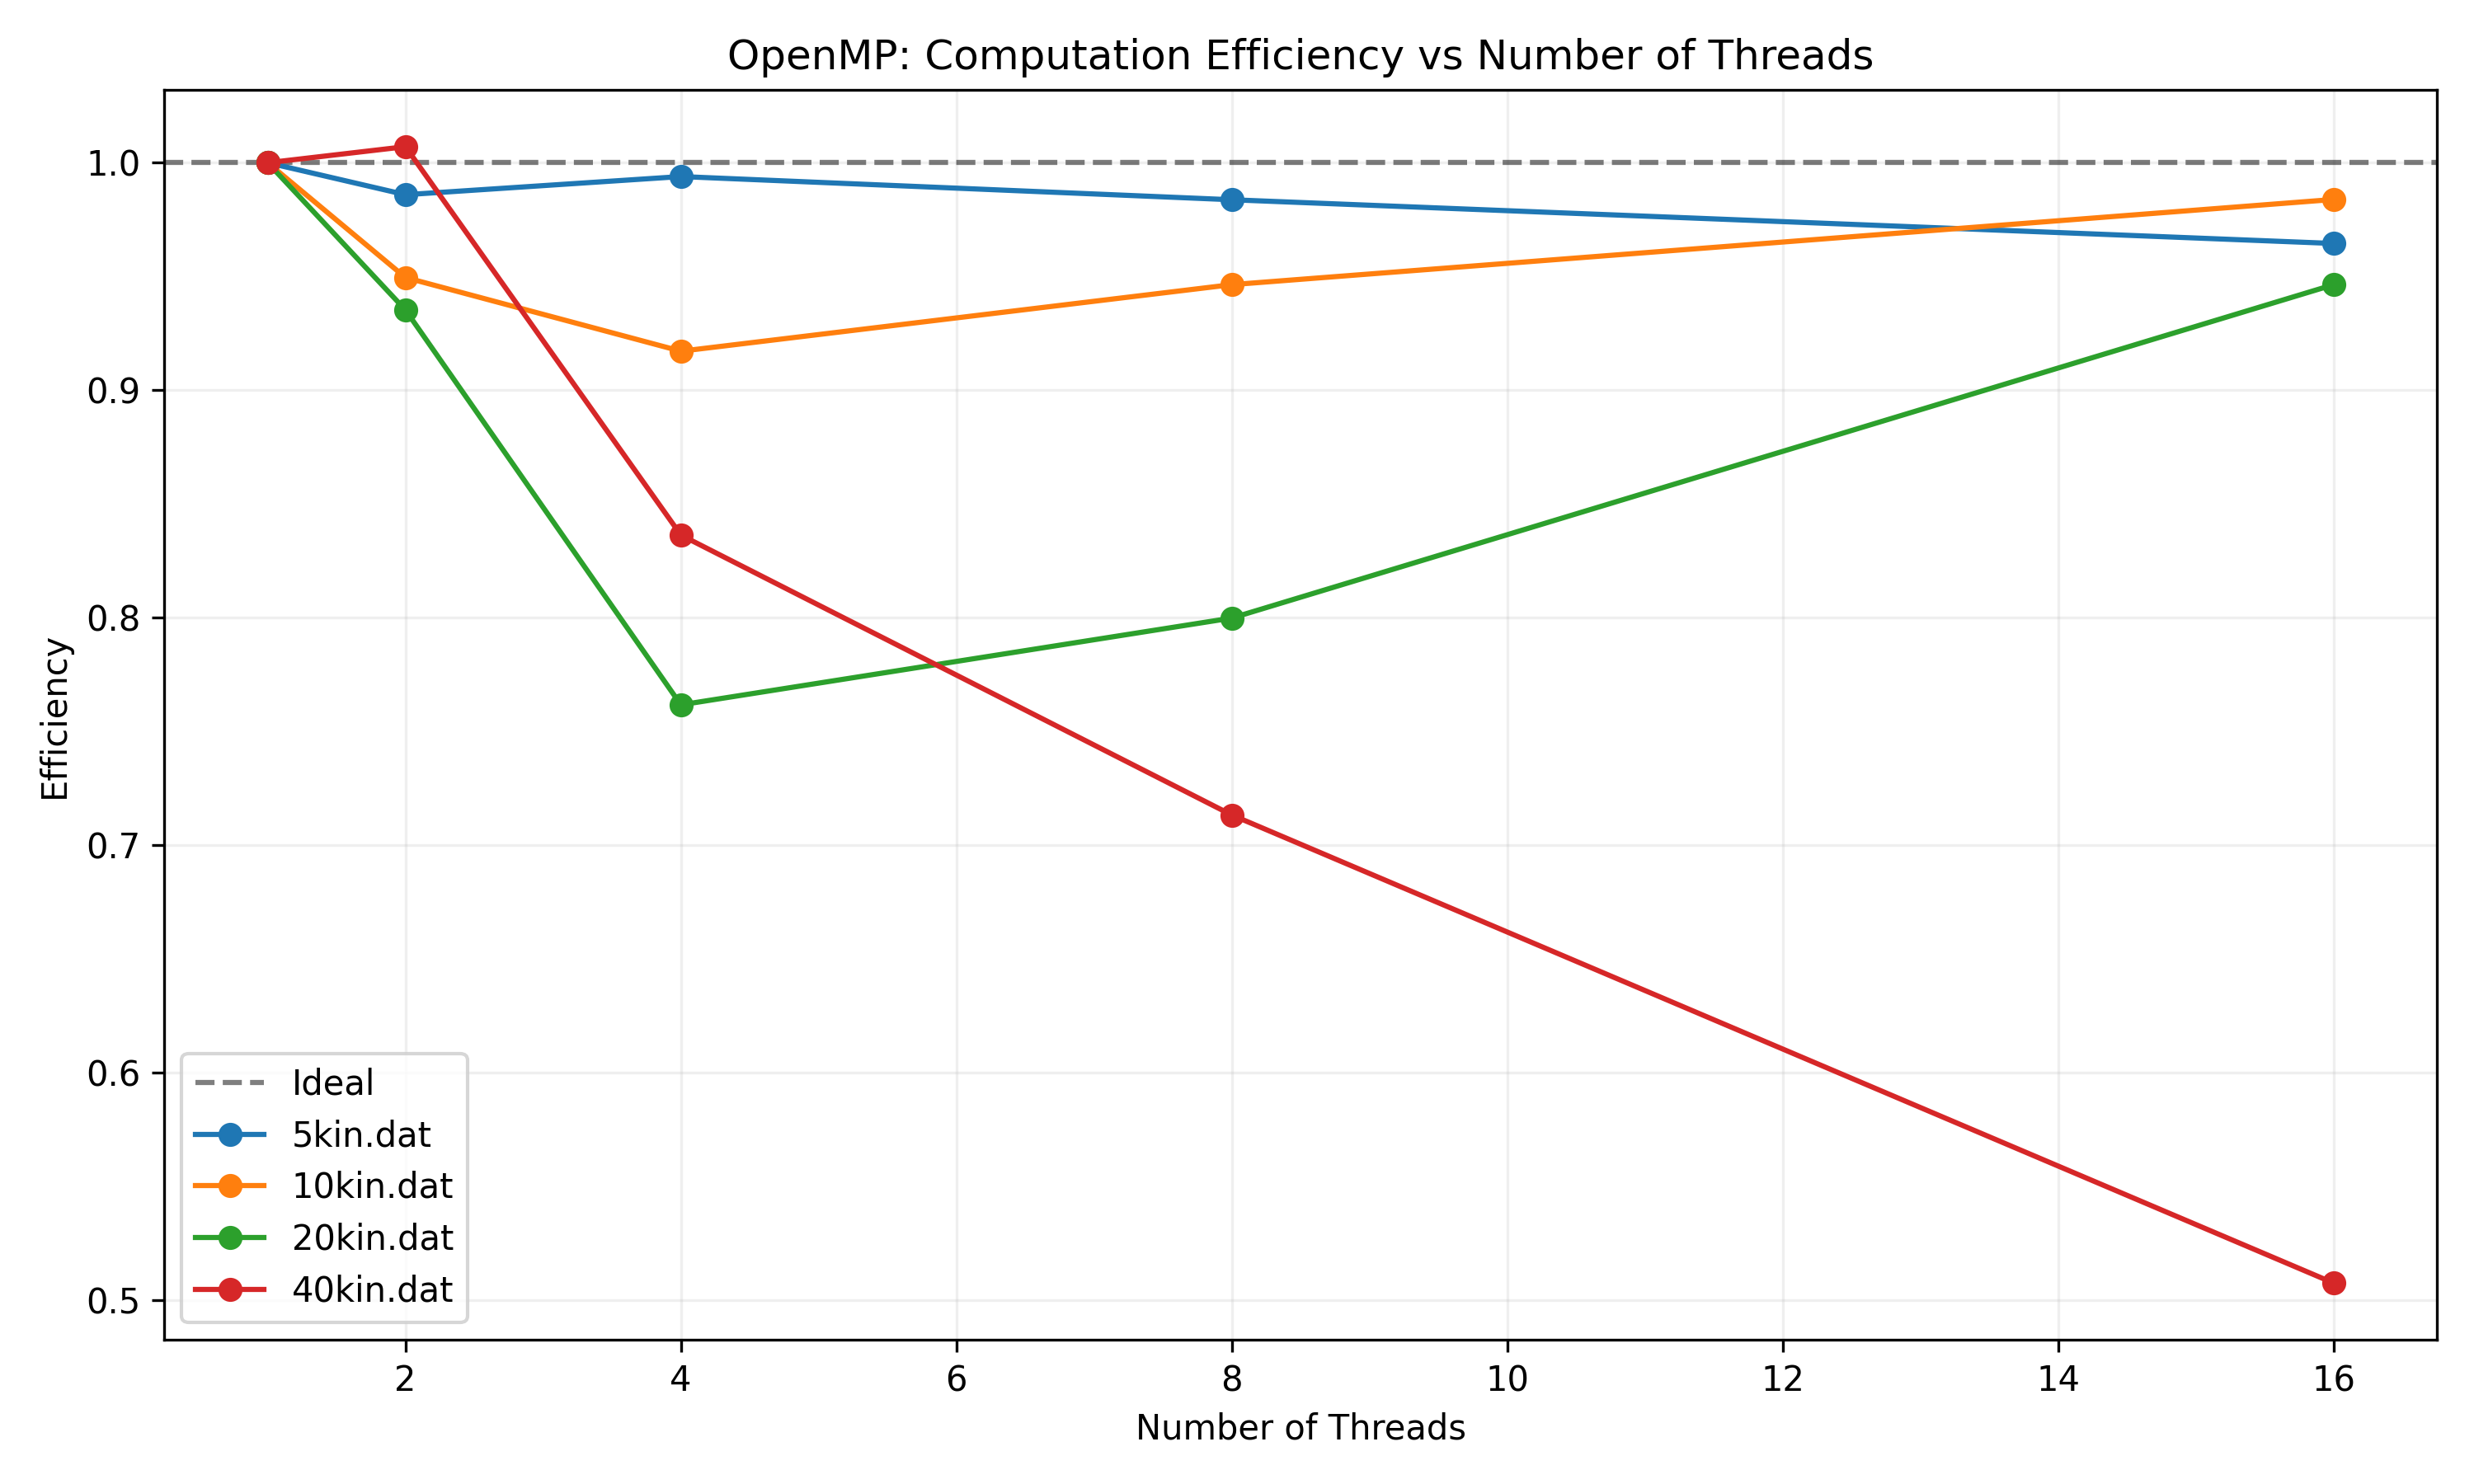 OpenMP: Computation Efficiency vs Number of Threads
Efficiency
1.0
0.9
0.8
0.7
0.6
0.5
Ideal
5kin.dat
10kin.dat
20kin.dat
40kin.dat
2 4 6 8 10 12 14 16
Number of Threads